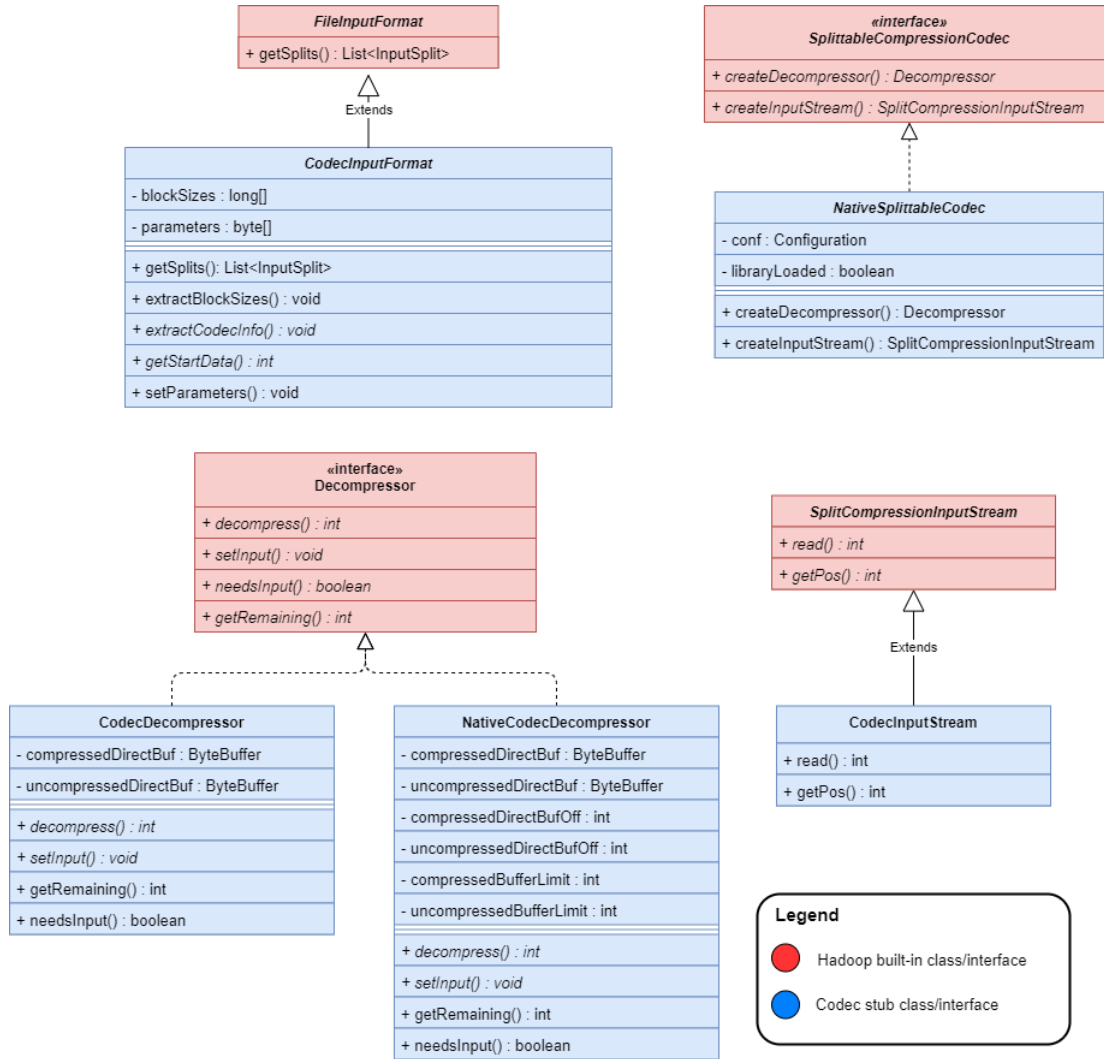 FileInputFormat
+ getSplits() : List<InputSplit>
Extends
CodecInputFormat
- blockSizes : long[]
- parameters : byte[]
+ getSplits(): List<InputSplit>
+ extractBlockSizes() : void
+ extractCodecInfo() : void
+ getStartData() : int
+ setParameters() : void
«interface»
SplittableCompressionCodec
+ createDecompressor() : Decompressor
+ createInputStream() : SplitCompressionInputStream
NativeSplittableCodec
- conf : Configuration
- libraryLoaded : boolean
+ createDecompressor() : Decompressor
+ createInputStream() : SplitCompressionInputStream
«interface»
Decompressor
+ decompress() : int
+ setInput() : void
+ needsInput() : boolean
+ getRemaining() : int
CodecDecompressor
- compressedDirectBuf : ByteBuffer
- uncompressedDirectBuf : ByteBuffer
+ decompress() : int
+ setInput() : void
+ getRemaining() : int
+ needsInput() : boolean
NativeCodecDecompressor
- compressedDirectBuf : ByteBuffer
- uncompressedDirectBuf : ByteBuffer
- compressedDirectBufOff : int
- uncompressedDirectBufOff : int
- compressedBufferLimit : int
- uncompressedBufferLimit : int
+ decompress() : int
+ setInput() : void
+ getRemaining() : int
+ needsInput() : boolean
SplitCompressionInputStream
+ read() : int
+ getPos() : int
Extends
CodecInputStream
+ read() : int
+ getPos() : int
Legend
Hadoop built-in class/interface
Codec stub class/interface